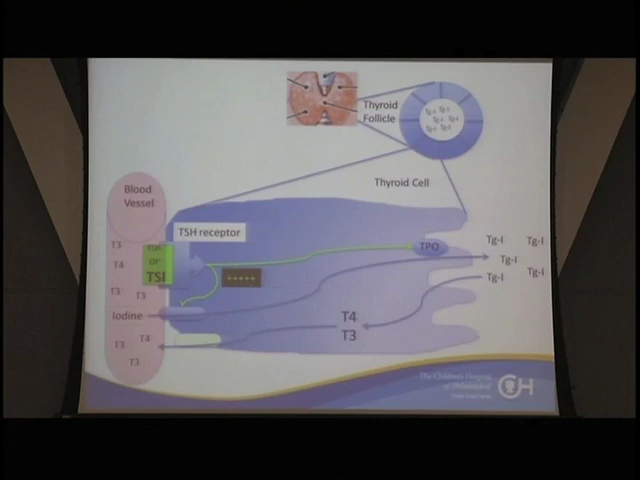 Thyroid
Follicle
Thyroid Cell
Blood
Vessel
TSH receptor
T3
T4
T3
T3
TSH
or
TSI
+++++
TPO
Tg-I
Tg-I
Tg-I
Tg-I
Tg-I
Iodine
T4
T3
T3
T4
T3
The Children's Hospital
of Philadelphia
CH